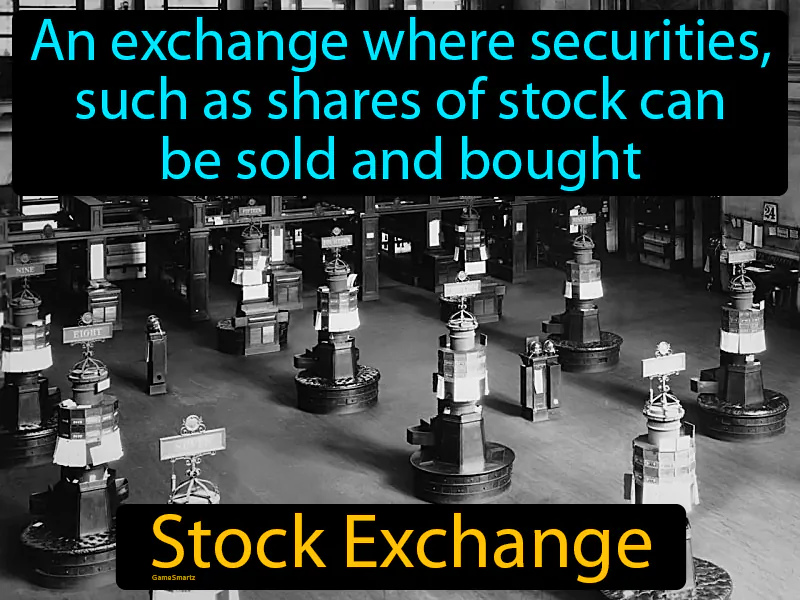 An exchange where securities,
such as shares of stock can
be sold and bought
FIFTEEN
24
NINE
EIGHT
Stock Exchange
GameSmartz